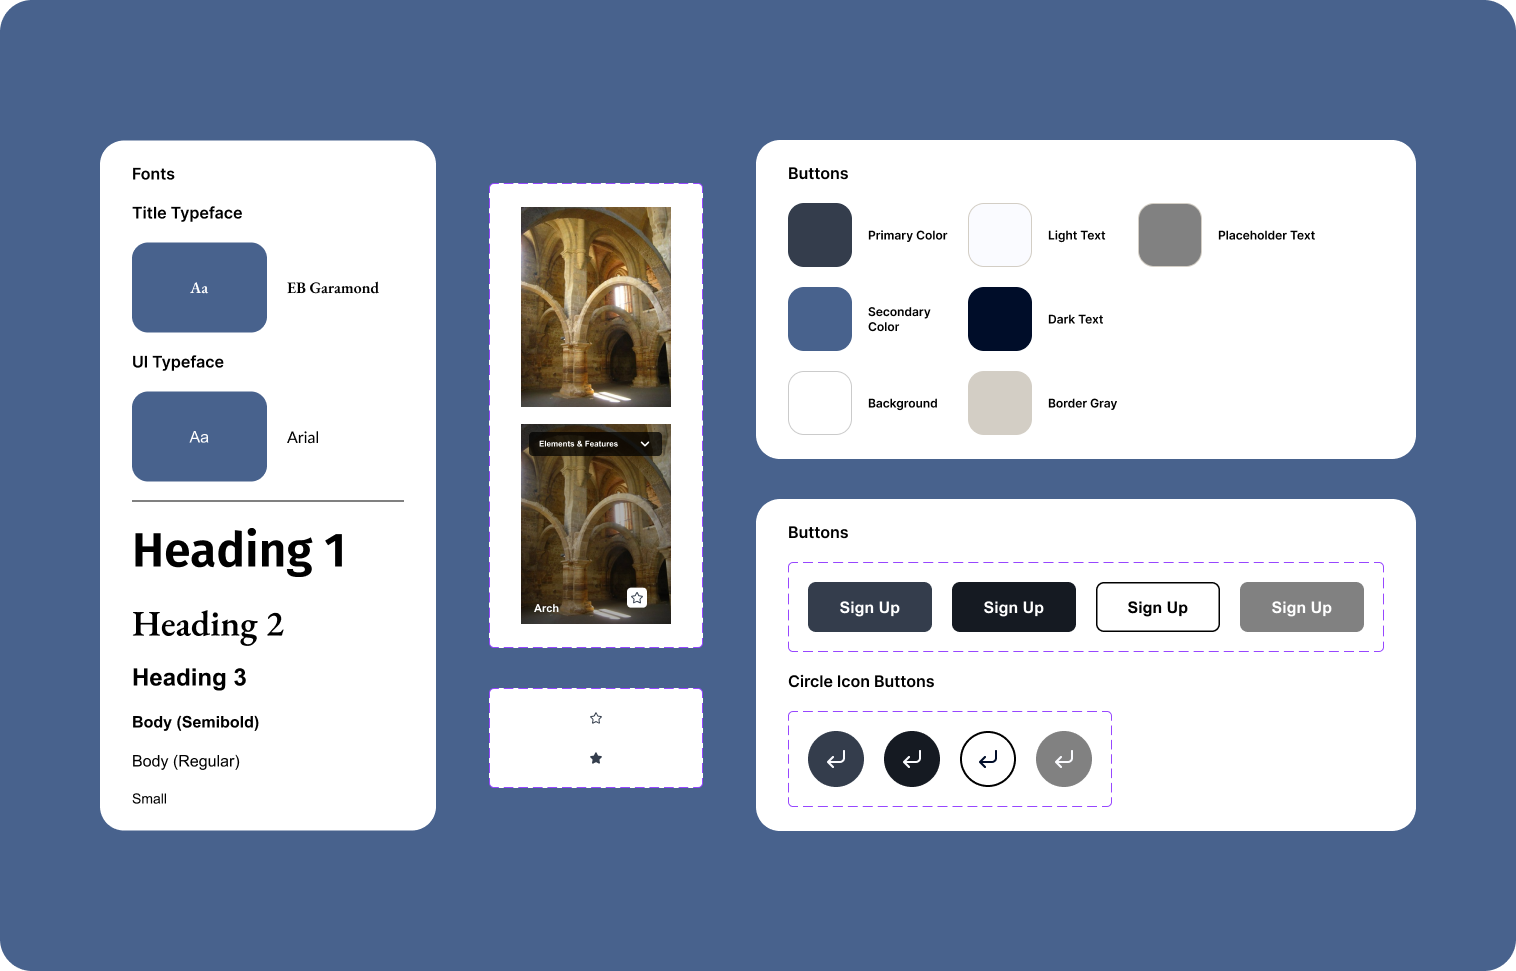 Fonts
Title Typeface
Aa
EB Garamond
UI Typeface
Aa
Arial
Heading 1
Heading 2
Heading 3
Body (Semibold)
Body (Regular)
Small
Elements & Features
Arch
Buttons
Primary Color
Light Text
Placeholder Text
Secondary
Color
Dark Text
Background
Border Gray
Buttons
Sign Up
Sign Up
Sign Up
Sign Up
Circle Icon Buttons